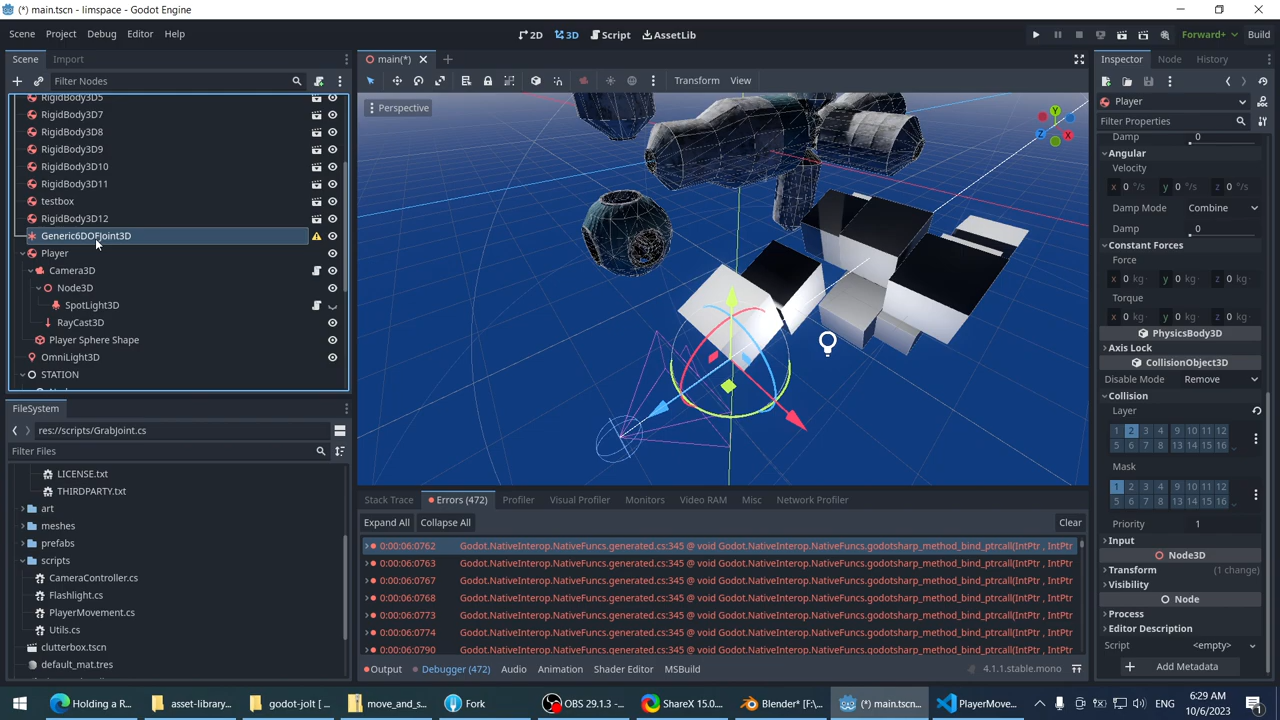 (*) main.tscn - limspace - Godot Engine
Scene Project Debug Editor Help
2D 3D Script AssetLib
Forward+ Build
Scene Import
main(*)
Inspector Node History
Filter Nodes
Transform View
RigidBody3D5
RigidBody3D7
RigidBody3D8
RigidBody3D9
RigidBody3D10
RigidBody3D11
testbox
RigidBody3D12
Generic6DOFJoint3D
Player
Camera3D
Node3D
SpotLight3D
RayCast3D
Player Sphere Shape
OmniLight3D
STATION
Perspective
Y
X
Z
FileSystem
res://scripts/GrabJoint.cs
Filter Files
LICENSE.txt
THIRDPARTY.txt
art
meshes
prefabs
scripts
CameraController.cs
Flashlight.cs
PlayerMovement.cs
Utils.cs
clutterbox.tscn
default_mat.tres
Stack Trace Errors (472) Profiler Visual Profiler Monitors Video RAM Misc Network Profiler
Expand All Collapse All Clear
0:00:06:0762 Godot.NativeInterop.NativeFuncs.generated.cs:345 @ void Godot.NativeInterop.NativeFuncs.godotsharp_method_bind_ptrcall(IntPtr , IntPtr
0:00:06:0763 Godot.NativeInterop.NativeFuncs.generated.cs:345 @ void Godot.NativeInterop.NativeFuncs.godotsharp_method_bind_ptrcall(IntPtr , IntPtr
0:00:06:0767 Godot.NativeInterop.NativeFuncs.generated.cs:345 @ void Godot.NativeInterop.NativeFuncs.godotsharp_method_bind_ptrcall(IntPtr , IntPtr
0:00:06:0768 Godot.NativeInterop.NativeFuncs.generated.cs:345 @ void Godot.NativeInterop.NativeFuncs.godotsharp_method_bind_ptrcall(IntPtr , IntPtr
0:00:06:0773 Godot.NativeInterop.NativeFuncs.generated.cs:345 @ void Godot.NativeInterop.NativeFuncs.godotsharp_method_bind_ptrcall(IntPtr , IntPtr
0:00:06:0774 Godot.NativeInterop.NativeFuncs.generated.cs:345 @ void Godot.NativeInterop.NativeFuncs.godotsharp_method_bind_ptrcall(IntPtr , IntPtr
0:00:06:0790 Godot.NativeInterop.NativeFuncs.generated.cs:345 @ void Godot.NativeInterop.NativeFuncs.godotsharp_method_bind_ptrcall(IntPtr , IntPtr
Output Debugger (472) Audio Animation Shader Editor MSBuild 4.1.1.stable.mono
Player
Filter Properties
Damp 0
Angular
Velocity
x 0 °/s y 0 °/s z 0 °/s
Damp Mode Combine
Damp 0
Constant Forces
Force
x 0 kg y 0 kg z 0 kg
Torque
x 0 kg y 0 kg z 0 kg
PhysicsBody3D
Axis Lock
CollisionObject3D
Disable Mode Remove
Collision
Layer
1 2 3 4 9 10 11 12
5 6 7 8 13 14 15 16
Mask
1 2 3 4 9 10 11 12
5 6 7 8 13 14 15 16
Priority 1
Input
Node3D
Transform (1 change)
Visibility
Node
Process
Editor Description
Script <empty>
Add Metadata
Holding a R... asset-library... godot-jolt [... move_and_s... Fork OBS 29.1.3 -... ShareX 15.0... Blender* [F:\... (*) main.tscn... PlayerMove...
6:29 AM
10/6/2023